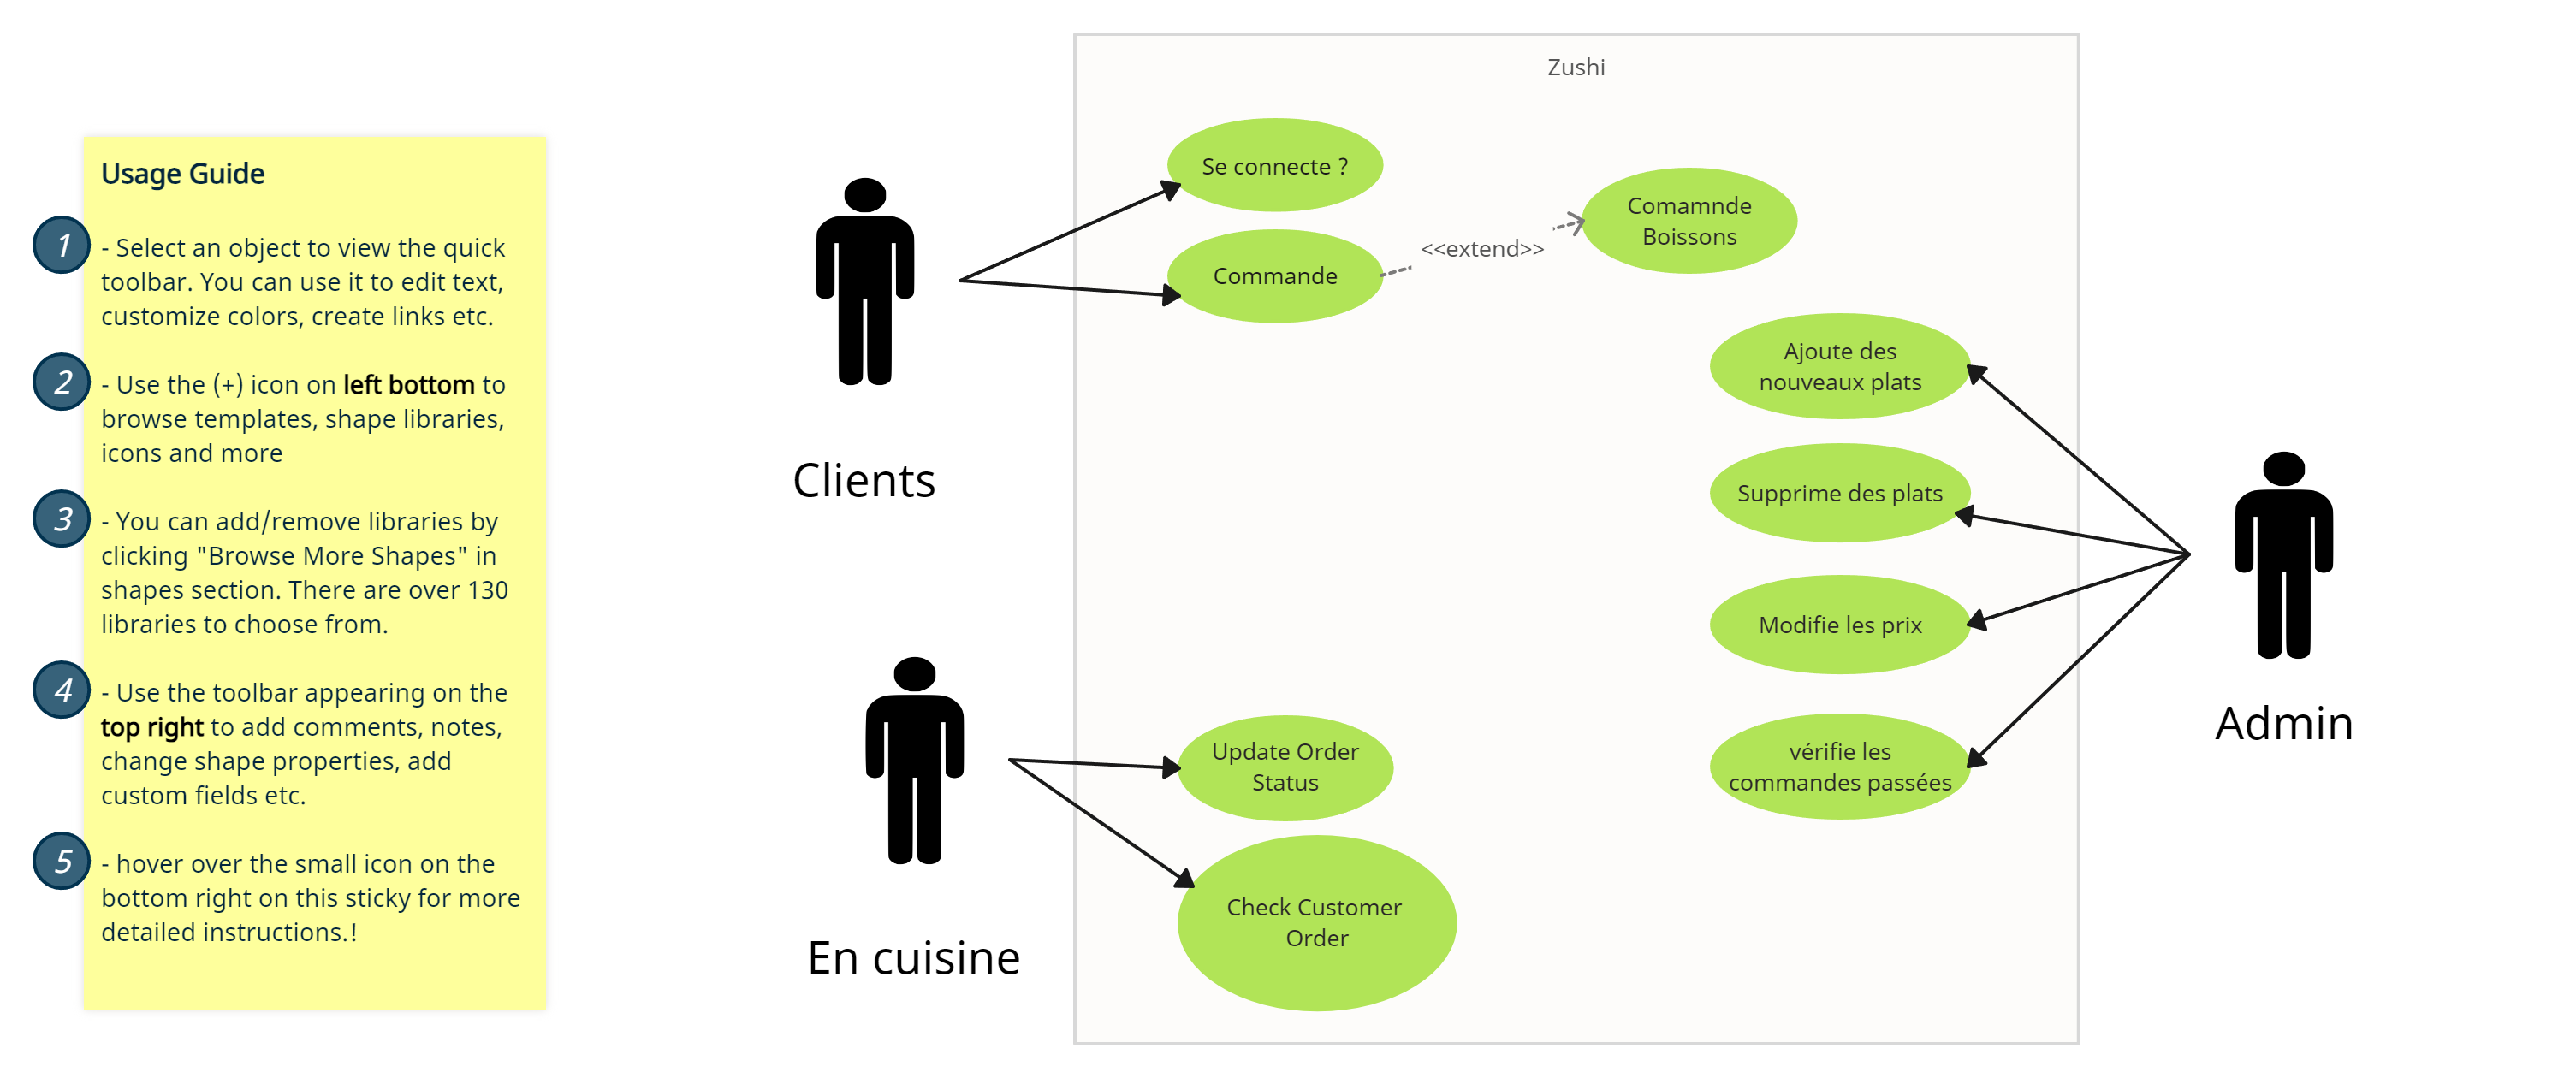 Usage Guide
1
- Select an object to view the quick
toolbar. You can use it to edit text,
customize colors, create links etc.
2
- Use the (+) icon on left bottom to
browse templates, shape libraries,
icons and more
3
- You can add/remove libraries by
clicking "Browse More Shapes" in
shapes section. There are over 130
libraries to choose from.
4
- Use the toolbar appearing on the
top right to add comments, notes,
change shape properties, add
custom fields etc.
5
- hover over the small icon on the
bottom right on this sticky for more
detailed instructions.!
Clients
En cuisine
Zushi
Se connecte ?
Commande
<<extend>>
Comamnde
Boissons
Ajoute des
nouveaux plats
Supprime des plats
Modifie les prix
vérifie les
commandes passées
Update Order
Status
Check Customer
Order
Admin